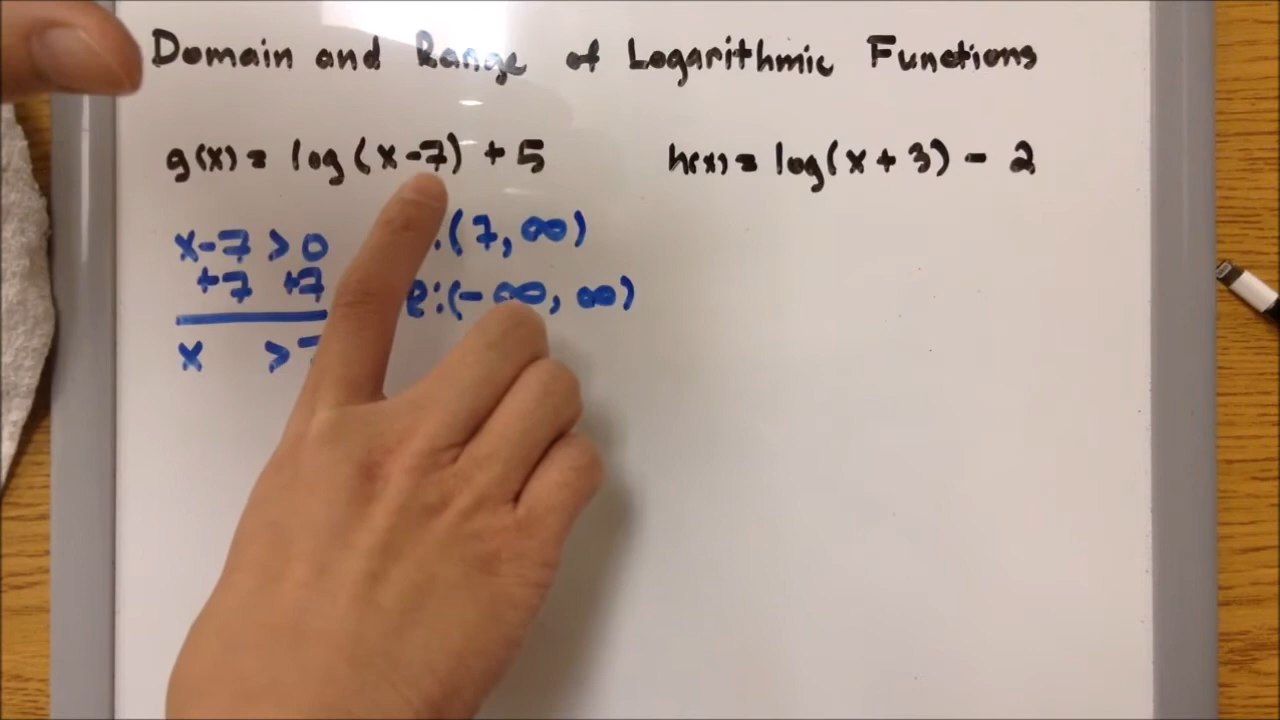 Domain and Range of Logarithmic Functions
g(x) = log(x-7) + 5
h(x) = log(x + 3) - 2
x-7 > 0
+7 +7
x >
:(7, ∞)
:(-∞, ∞)